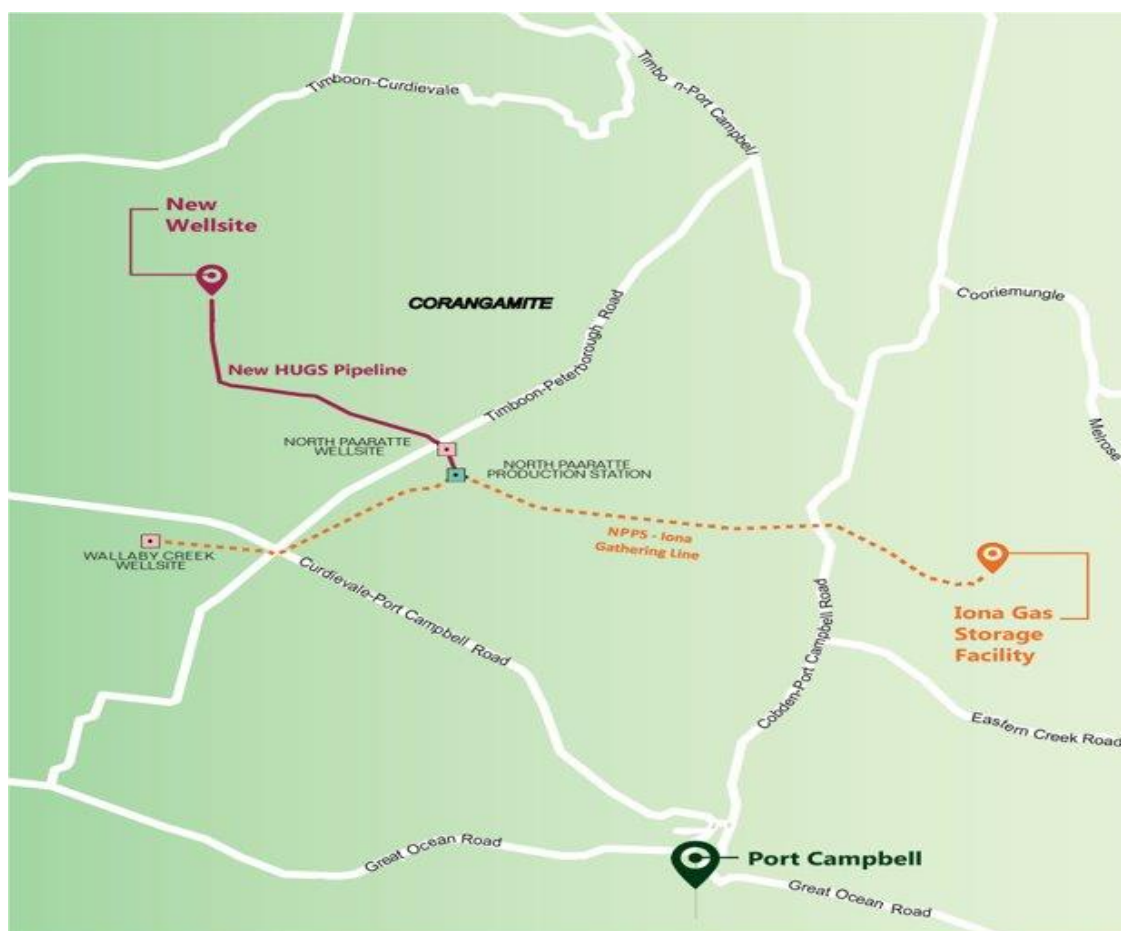 Timboon-Curdievale
Timbo n-Port Campbell
New
Wellsite
CORANGAMITE
Cooriemungle
New HUGS Pipeline
Timboon-Peterborough Road
Melrose
NORTH PAARATTE
WELLSITE
NORTH PAARATTE
PRODUCTION STATION
NPPS - Iona
Gathering Line
WALLABY CREEK
WELLSITE
Curdievale-Port Campbell Road
Iona Gas
Storage
Facility
Cobden-Port Campbell Road
Eastern Creek Road
Great Ocean Road
Port Campbell
Great Ocean Road